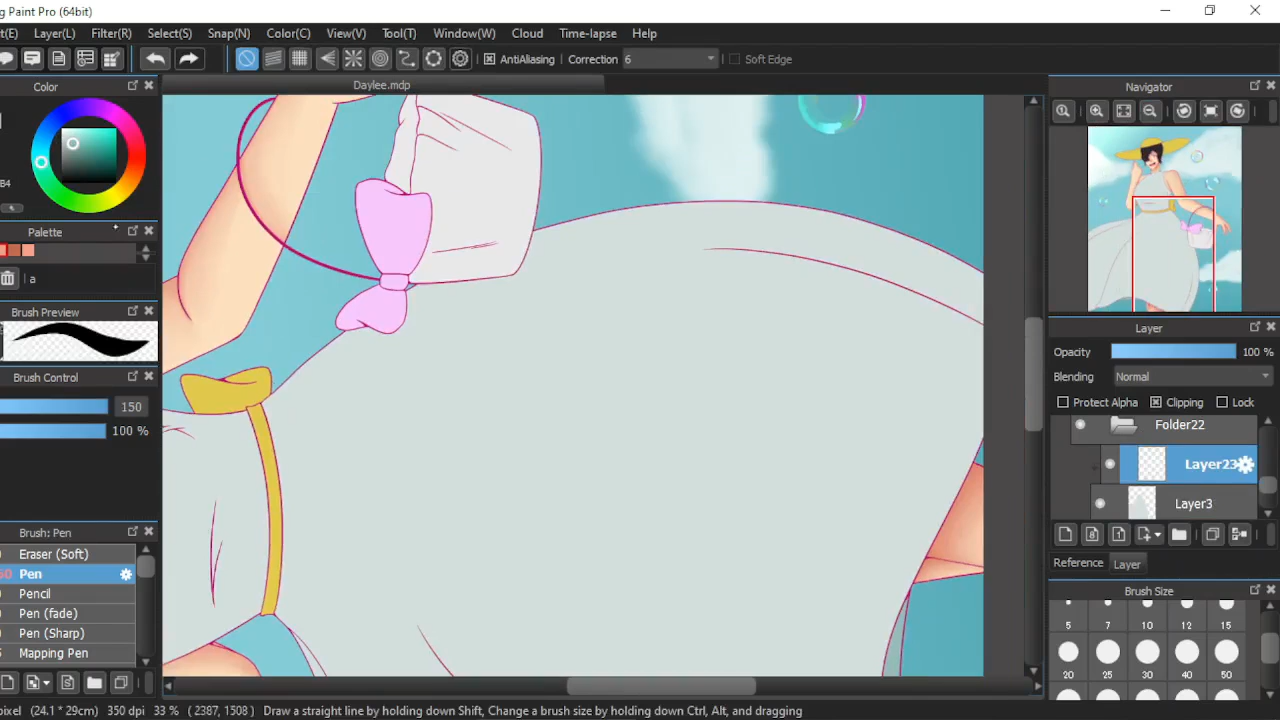 g Paint Pro (64bit)
t(E) Layer(L) Filter(R) Select(S) Snap(N) Color(C) View(V) Tool(T) Window(W) Cloud Time-lapse Help
AntiAliasing Correction 6 Soft Edge
Color
Daylee.mdp
Navigator
B4
Palette
a
Brush Preview
Layer
Opacity 100 %
Brush Control
Blending Normal
150
Protect Alpha Clipping Lock
100 %
Folder22
Layer23
Layer3
Brush: Pen
Eraser (Soft)
Pen
Pencil
Pen (fade)
Pen (Sharp)
Mapping Pen
Reference Layer
Brush Size
5 7 10 12 15
20 25 30 40 50
pixel (24.1 * 29cm) 350 dpi 33 % ( 2387, 1508 ) Draw a straight line by holding down Shift, Change a brush size by holding down Ctrl, Alt, and dragging